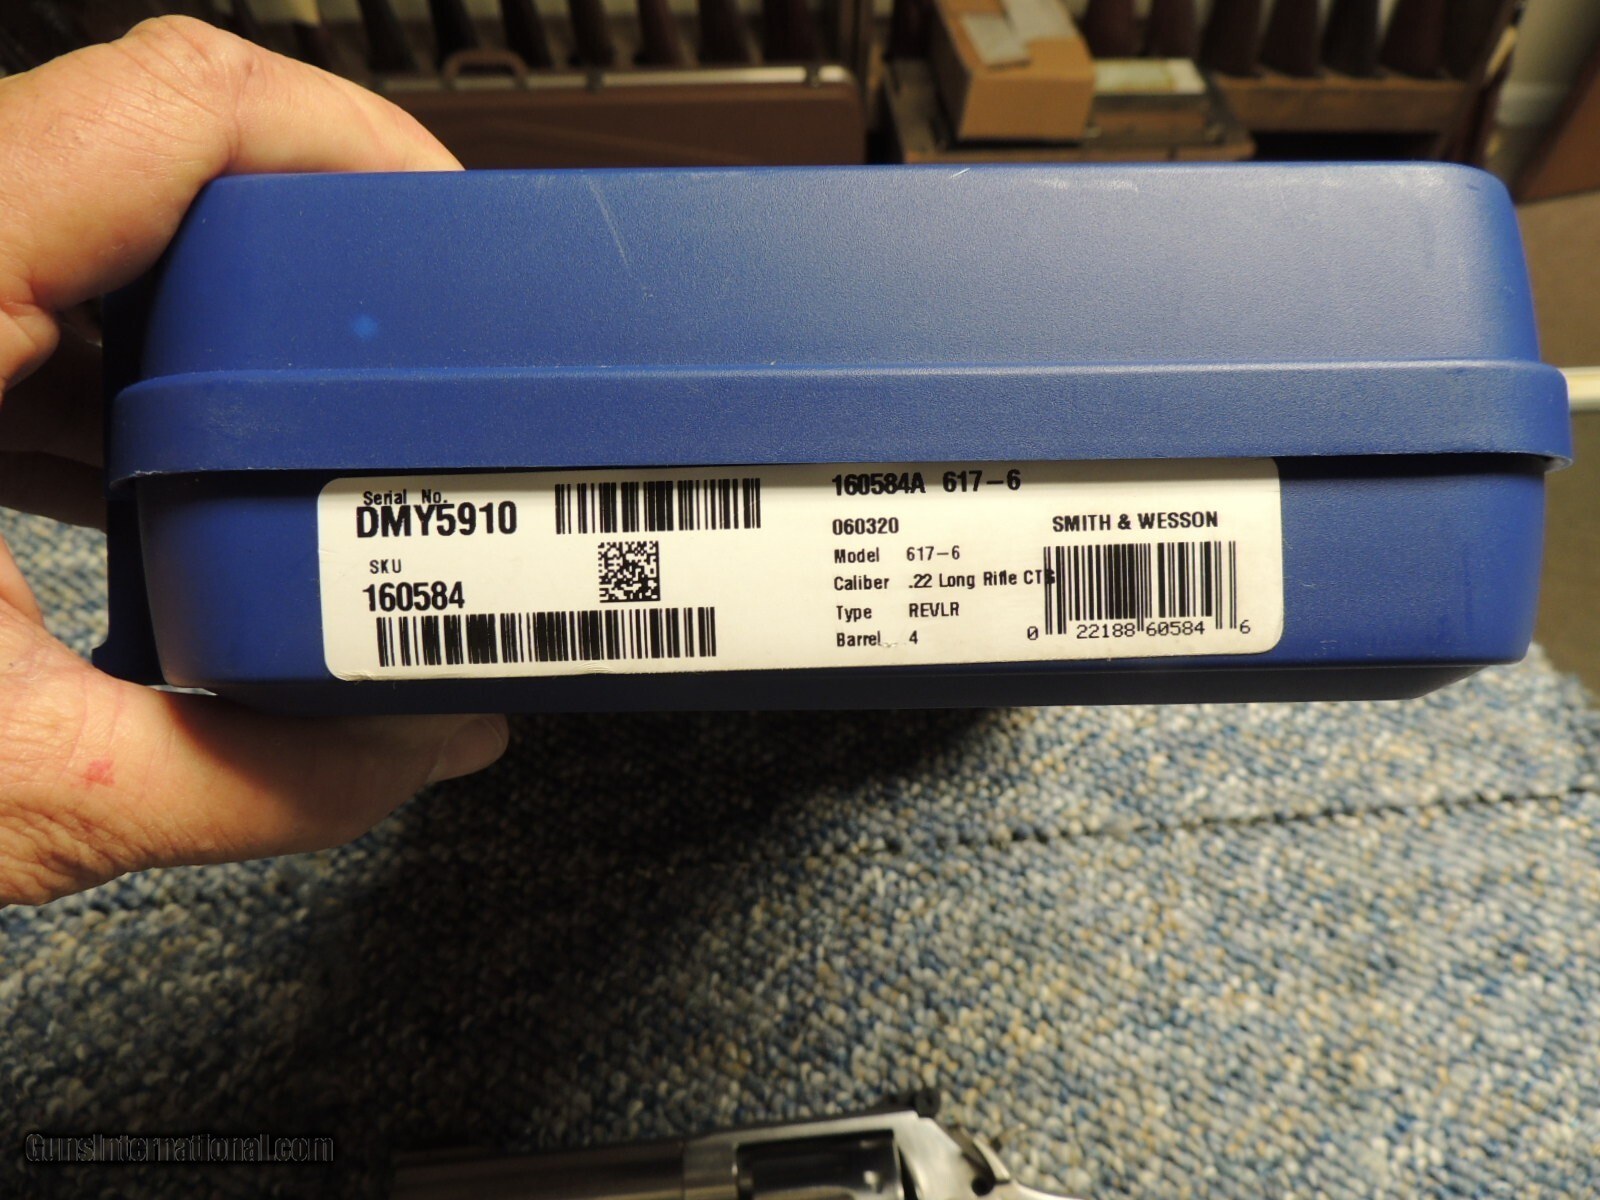 Serial No.
DMY5910
SKU
160584
160584A 617-6
060320
Model 617-6
Caliber .22 Long Rifle CTG
Type REVLR
Barrel 4
SMITH & WESSON
0 22188 60584 6
GunsInternational.com